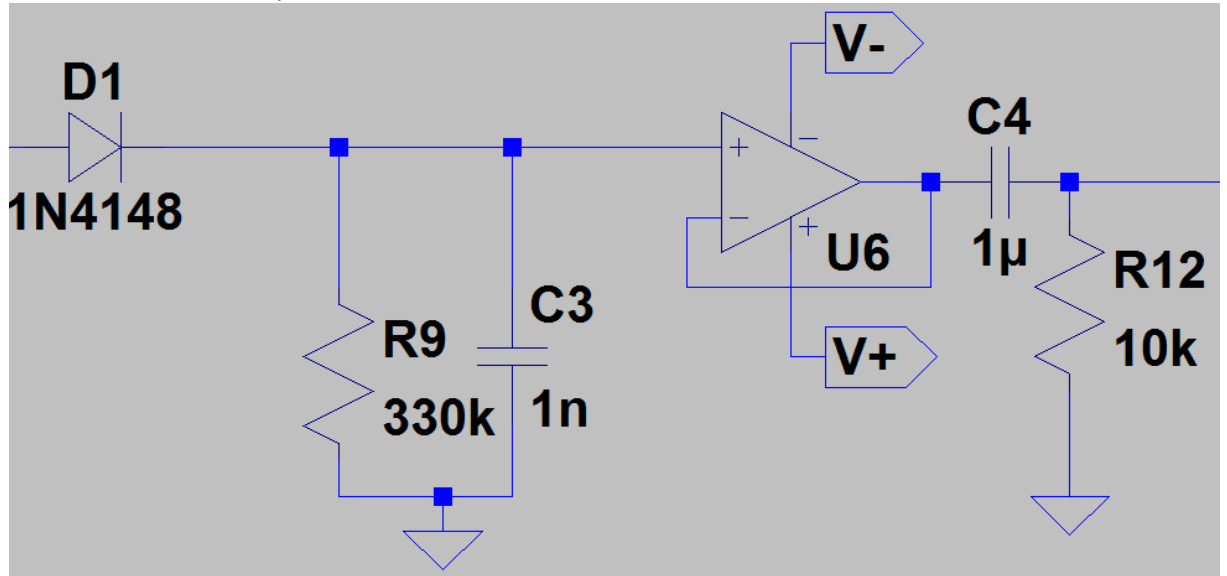 D1
1N4148
R9
330k
C3
1n
V-
+
−
−
+
U6
V+
C4
1µ
R12
10k